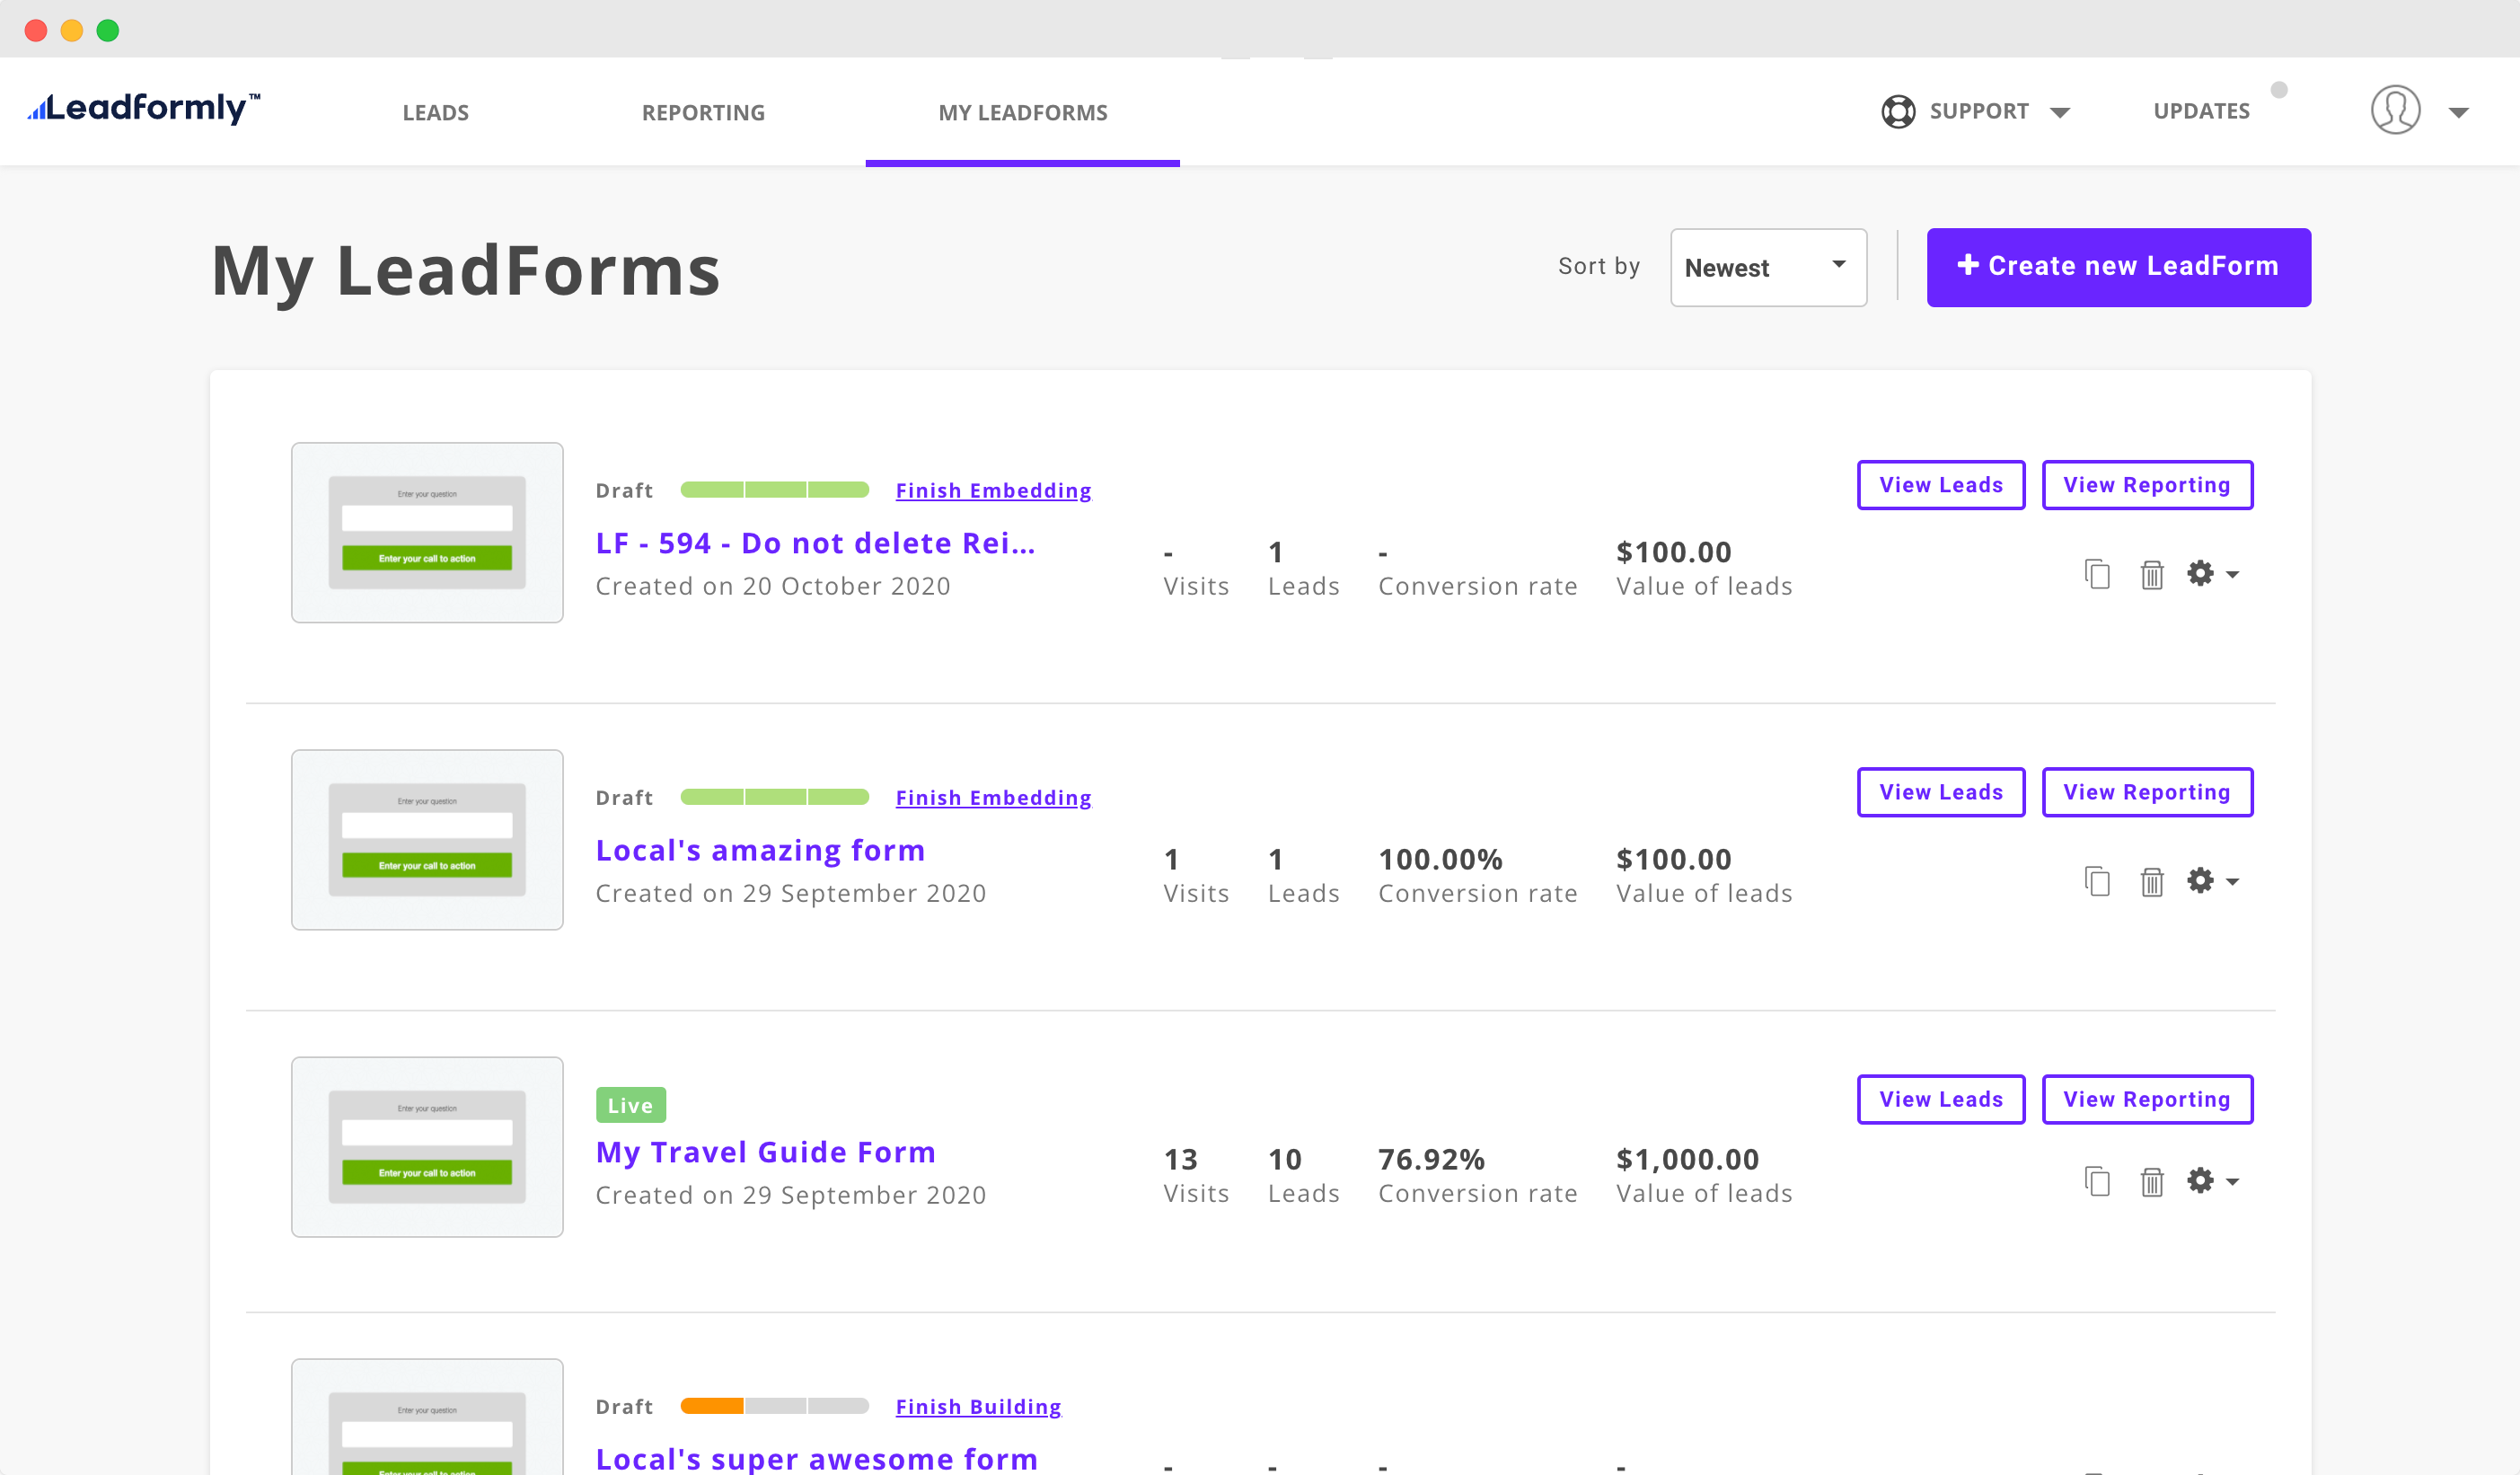 Leadformly™
LEADS
REPORTING
MY LEADFORMS
SUPPORT
UPDATES
My LeadForms
Sort by
Newest
+ Create new LeadForm
Enter your question
Enter your call to action
Draft
Finish Embedding
LF - 594 - Do not delete Rei...
Created on 20 October 2020
-
Visits
1
Leads
-
Conversion rate
$100.00
Value of leads
View Leads
View Reporting
Enter your question
Enter your call to action
Draft
Finish Embedding
Local's amazing form
Created on 29 September 2020
1
Visits
1
Leads
100.00%
Conversion rate
$100.00
Value of leads
View Leads
View Reporting
Enter your question
Enter your call to action
Live
My Travel Guide Form
Created on 29 September 2020
13
Visits
10
Leads
76.92%
Conversion rate
$1,000.00
Value of leads
View Leads
View Reporting
Enter your question
Enter your call to action
Draft
Finish Building
Local's super awesome form
-
-
-
-